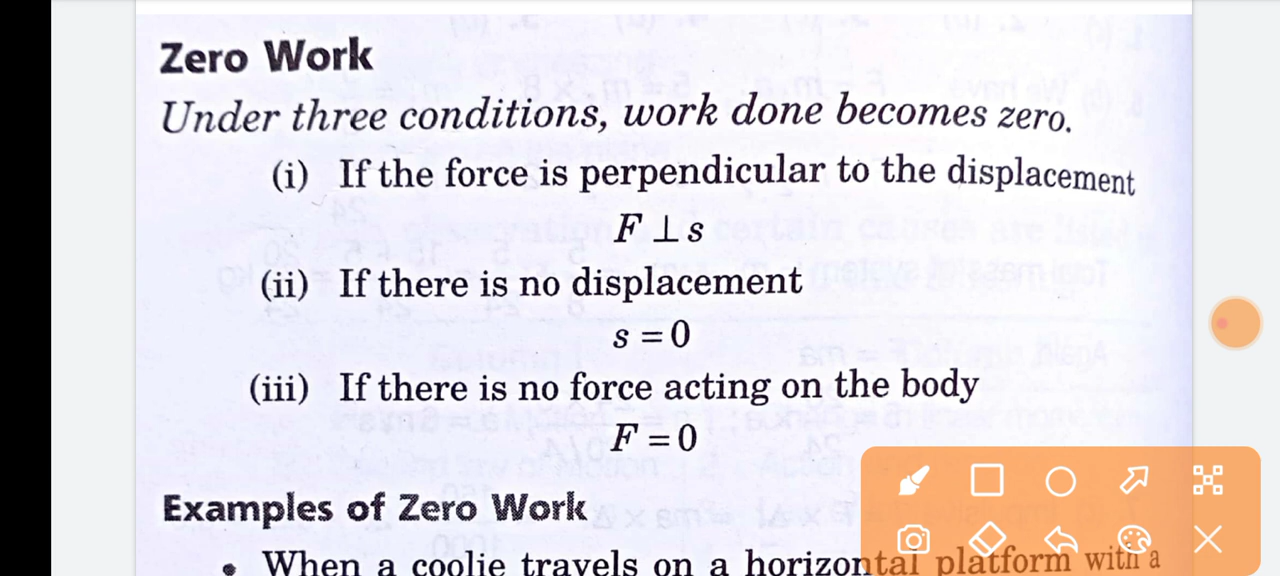 Zero Work
Under three conditions, work done becomes zero.
(i) If the force is perpendicular to the displacement
F ⊥ s
(ii) If there is no displacement
s = 0
(iii) If there is no force acting on the body
F = 0
Examples of Zero Work
• When a coolie travels on a horizontal platform with a